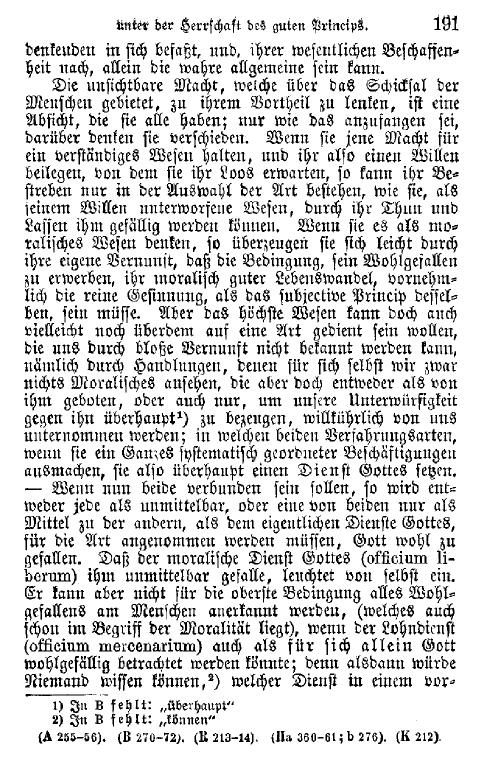 unter der Herrschaft des guten Princips. 191
denkenden in sich befaßt, und, ihrer wesentlichen Beschaffen-
heit nach, allein die wahre allgemeine sein kann.
Die unsichtbare Macht, welche über das Schicksal der
Menschen gebietet, zu ihrem Vortheil zu lenken, ist eine
Absicht, die sie alle haben; nur wie das anzufangen sei,
darüber denken sie verschieden. Wenn sie jene Macht für
ein verständiges Wesen halten, und ihr also einen Willen
beilegen, von dem sie ihr Loos erwarten, so kann ihr Be-
streben nur in der Auswahl der Art bestehen, wie sie, als
seinem Willen unterworfene Wesen, durch ihr Thun und
Lassen ihm gefällig werden können. Wenn sie es als mo-
ralisches Wesen denken, so überzeugen sie sich leicht durch
ihre eigene Vernunft, daß die Bedingung, sein Wohlgefallen
zu erwerben, ihr moralisch guter Lebenswandel, vornehm-
lich die reine Gesinnung, als das subjective Princip dessel-
ben, sein müsse. Aber das höchste Wesen kann doch auch
vielleicht noch überdem auf eine Art gedient sein wollen,
die uns durch bloße Vernunft nicht bekannt werden kann,
nämlich durch Handlungen, denen für sich selbst wir zwar
nichts Moralisches ansehen, die aber doch entweder als von
ihm geboten, oder auch nur, um unsere Unterwürfigkeit
gegen ihn überhaupt¹) zu bezeugen, willkührlich von uns
unternommen werden; in welchen beiden Verfahrungsarten,
wenn sie ein Ganzes systematisch geordneter Beschäftigungen
ausmachen, sie also überhaupt einen Dienst Gottes setzen.
— Wenn nun beide verbunden sein sollen, so wird ent-
weder jede als unmittelbar, oder eine von beiden nur als
Mittel zu der andern, als dem eigentlichen Dienste Gottes,
für die Art angenommen werden müssen, Gott wohl zu
gefallen. Daß der moralische Dienst Gottes (officium li-
berum) ihm unmittelbar gefalle, leuchtet von selbst ein.
Er kann aber nicht für die oberste Bedingung alles Wohl-
gefallens am Menschen anerkannt werden, (welches auch
schon im Begriff der Moralität liegt), wenn der Lohndienst
(officium mercenarium) auch als für sich allein Gott
wohlgefällig betrachtet werden könnte; denn alsdann würde
Niemand wissen können,²) welcher Dienst in einem vor-
1) In B fehlt: „überhaupt“
2) In B fehlt: „können“
(A 255-56). (B 270-72). (R 213-14). (Ha 360-61; b 276). (K 212).